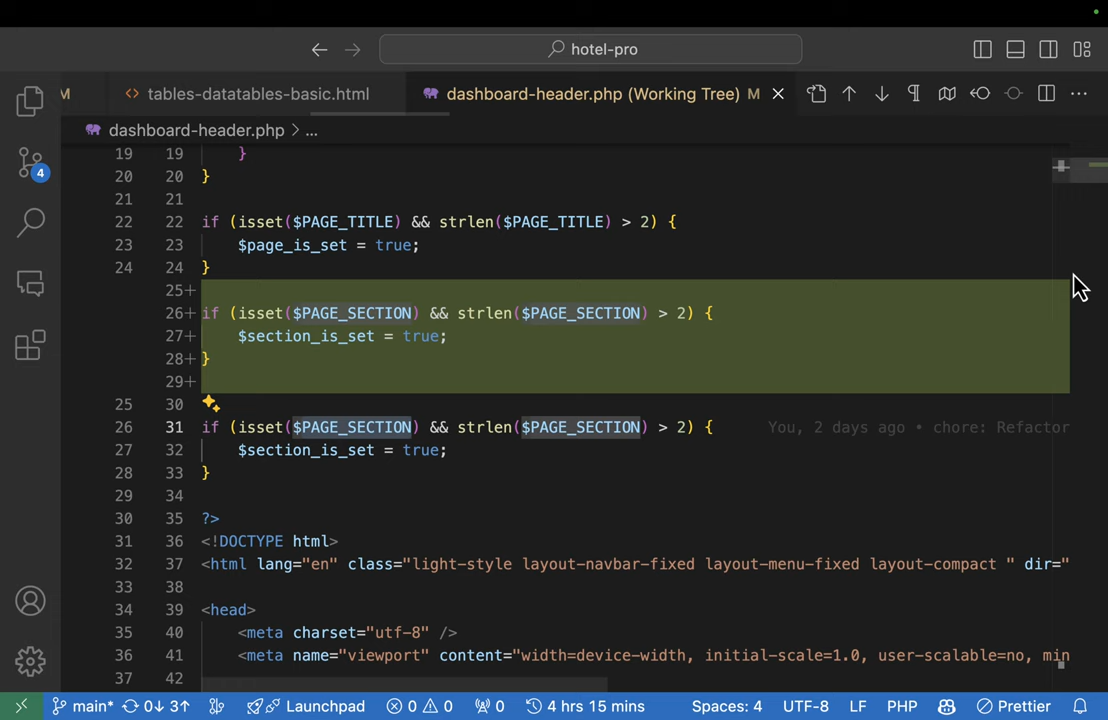 hotel-pro
M <> tables-datatables-basic.html dashboard-header.php (Working Tree) M
dashboard-header.php > ...
4
19 19 }
20 20 }
21 21
22 22 if (isset($PAGE_TITLE) && strlen($PAGE_TITLE) > 2) {
23 23 $page_is_set = true;
24 24 }
25+
26+ if (isset($PAGE_SECTION) && strlen($PAGE_SECTION) > 2) {
27+ $section_is_set = true;
28+ }
29+
25 30
26 31 if (isset($PAGE_SECTION) && strlen($PAGE_SECTION) > 2) { You, 2 days ago • chore: Refactor
27 32 $section_is_set = true;
28 33 }
29 34
30 35 ?>
31 36 <!DOCTYPE html>
32 37 <html lang="en" class="light-style layout-navbar-fixed layout-menu-fixed layout-compact " dir="
33 38
34 39 <head>
35 40 <meta charset="utf-8" />
36 41 <meta name="viewport" content="width=device-width, initial-scale=1.0, user-scalable=no, min
37 42
main* 0↓ 3↑ Launchpad 0 0 0 4 hrs 15 mins Spaces: 4 UTF-8 LF PHP Prettier